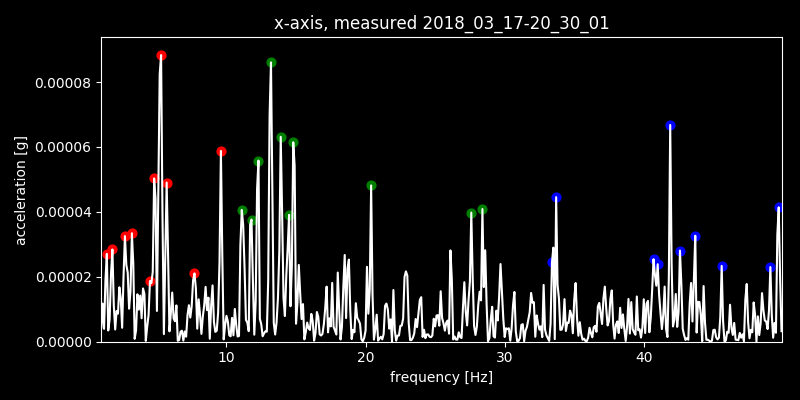 x-axis, measured 2018_03_17-20_30_01
acceleration [g]
0.00008
0.00006
0.00004
0.00002
0.00000
10 20 30 40
frequency [Hz]